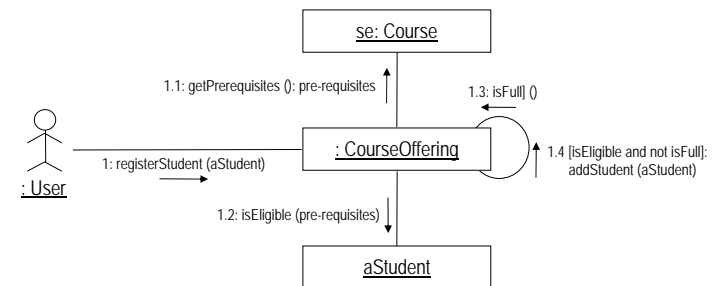 se: Course
1.1: getPrerequisites (): pre-requisites
1.3: isFull] ()
: CourseOffering
1.4 [isEligible and not isFull]:
addStudent (aStudent)
1: registerStudent (aStudent)
: User
1.2: isEligible (pre-requisites)
aStudent